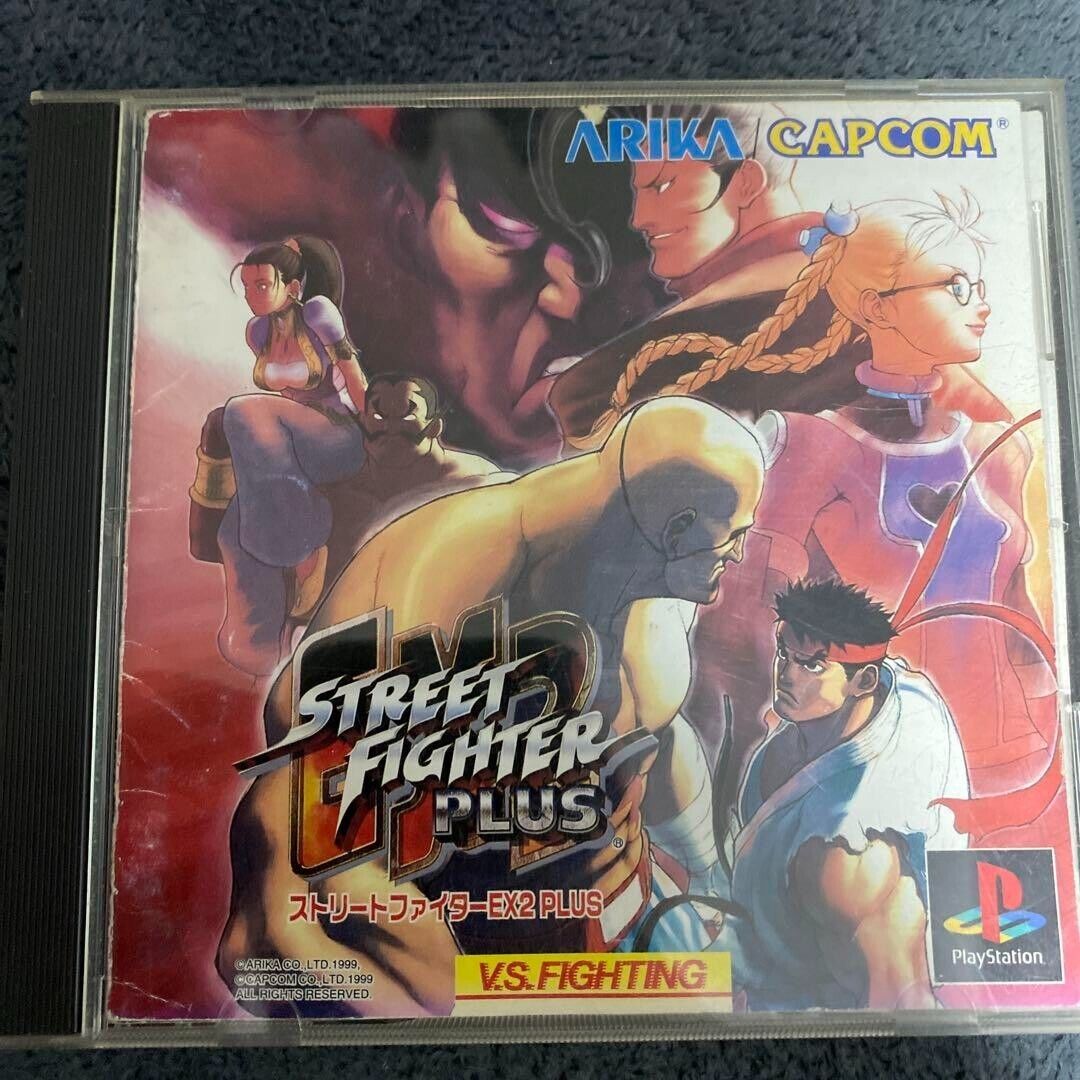 ARIKA / CAPCOM®
EX2
STREET
FIGHTER
PLUS®
ストリートファイターEX2 PLUS
©ARIKA CO.,LTD.1999,
©CAPCOM CO.,LTD.1999
ALL RIGHTS RESERVED.
V.S. FIGHTING
PlayStation